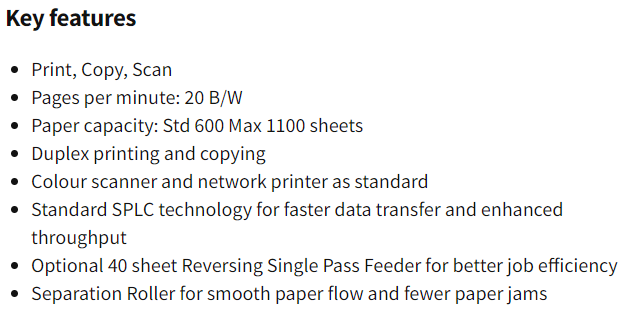 Key features
Print, Copy, Scan
Pages per minute: 20 B/W
Paper capacity: Std 600 Max 1100 sheets
Duplex printing and copying
Colour scanner and network printer as standard
Standard SPLC technology for faster data transfer and enhanced
throughput
Optional 40 sheet Reversing Single Pass Feeder for better job efficiency
Separation Roller for smooth paper flow and fewer paper jams